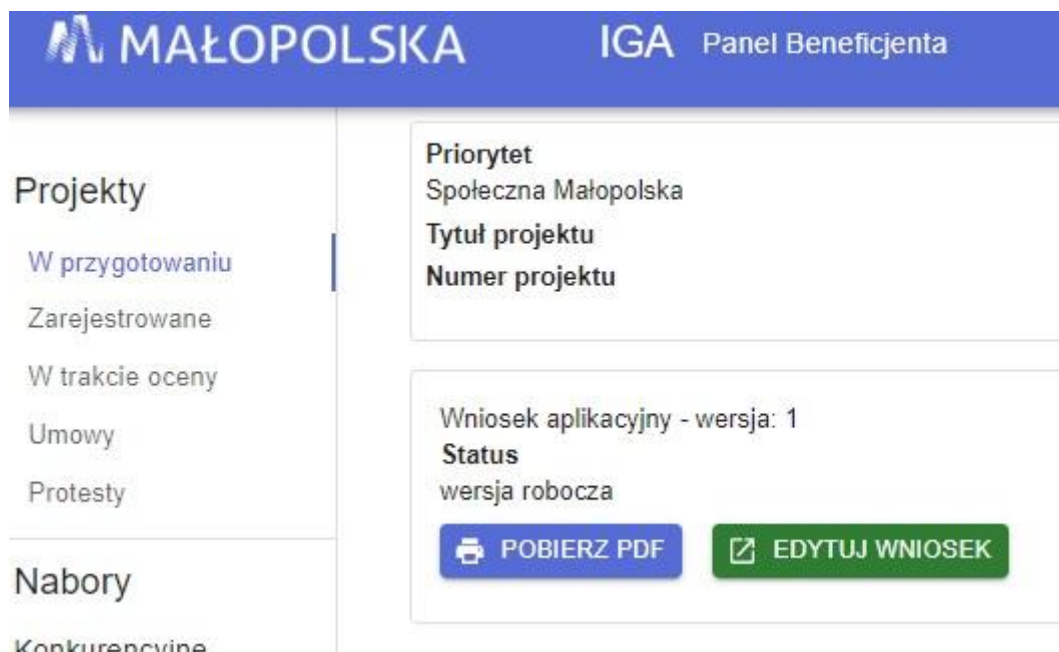 MAŁOPOLSKA IGA Panel Beneficjenta
Projekty
W przygotowaniu
Zarejestrowane
W trakcie oceny
Umowy
Protesty
Nabory
Konkurencyjne
Priorytet
Społeczna Małopolska
Tytuł projektu
Numer projektu
Wniosek aplikacyjny - wersja: 1
Status
wersja robocza
POBIERZ PDF EDYTUJ WNIOSEK